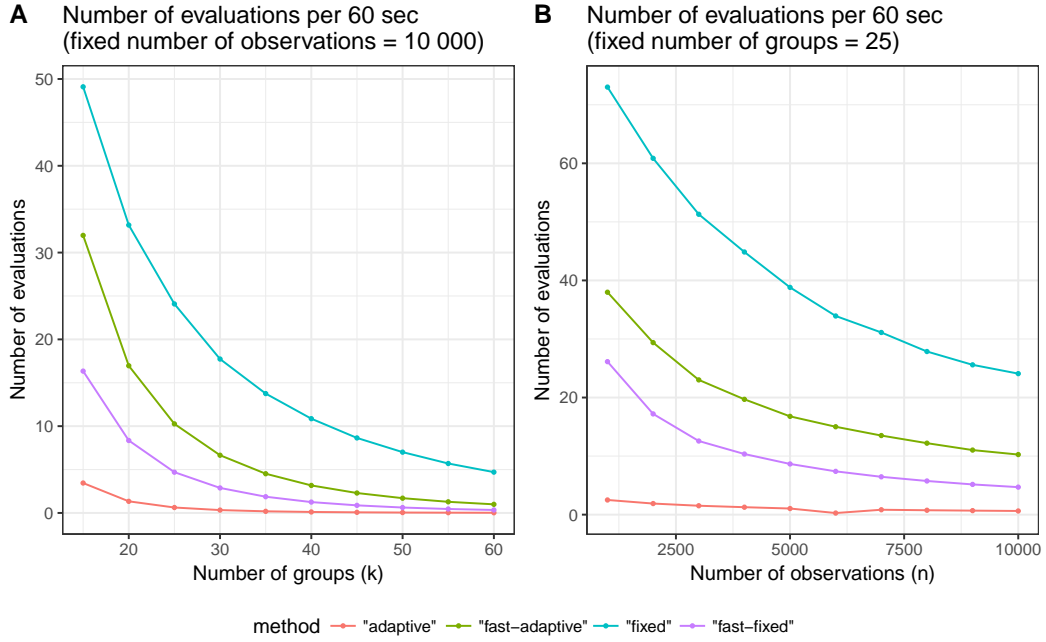 A
Number of evaluations per 60 sec
(fixed number of observations = 10 000)
50
40
30
20
10
0
Number of evaluations
20
30
40
50
60
Number of groups (k)
B
Number of evaluations per 60 sec
(fixed number of groups = 25)
60
40
20
0
Number of evaluations
2500
5000
7500
10000
Number of observations (n)
method "adaptive" "fast−adaptive" "fixed" "fast−fixed"